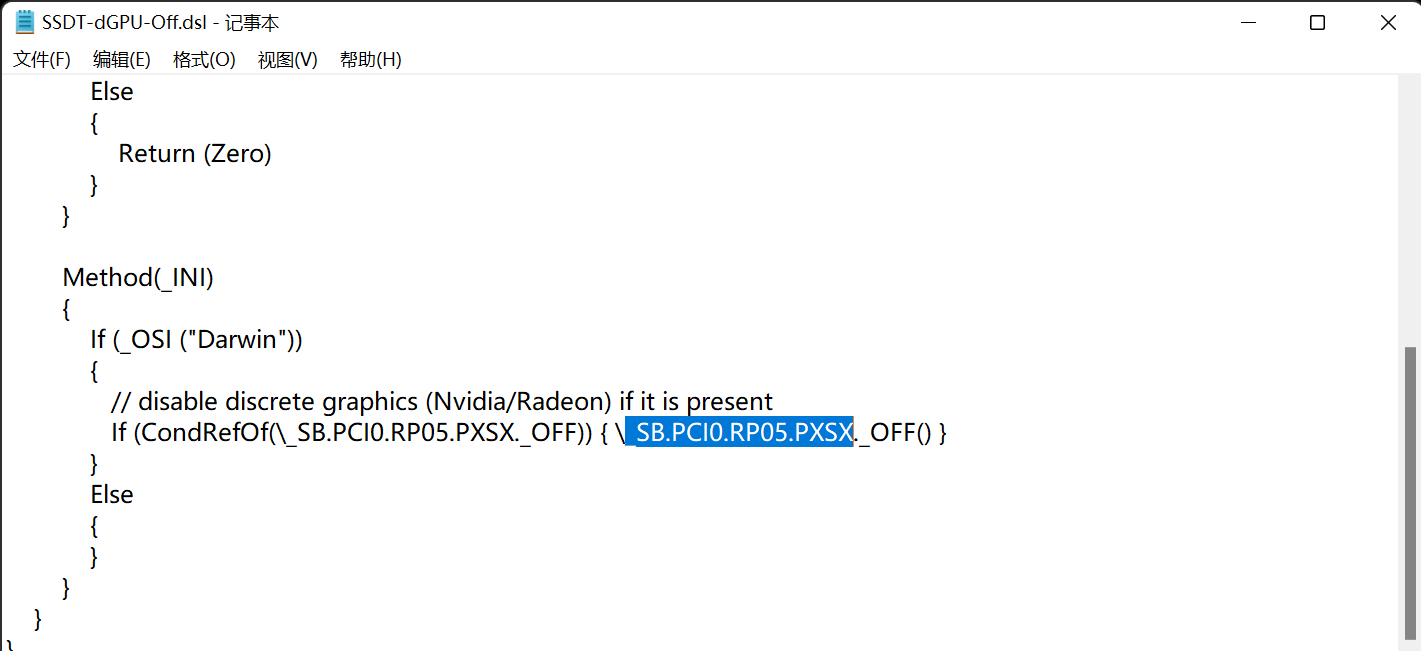 SSDT-dGPU-Off.dsl - 记事本
文件(F) 编辑(E) 格式(O) 视图(V) 帮助(H)
Else
{
Return (Zero)
}
}
Method(_INI)
{
If (_OSI ("Darwin"))
{
// disable discrete graphics (Nvidia/Radeon) if it is present
If (CondRefOf(\_SB.PCI0.RP05.PXSX._OFF)) { \_SB.PCI0.RP05.PXSX._OFF() }
}
Else
{
}
}
}
}